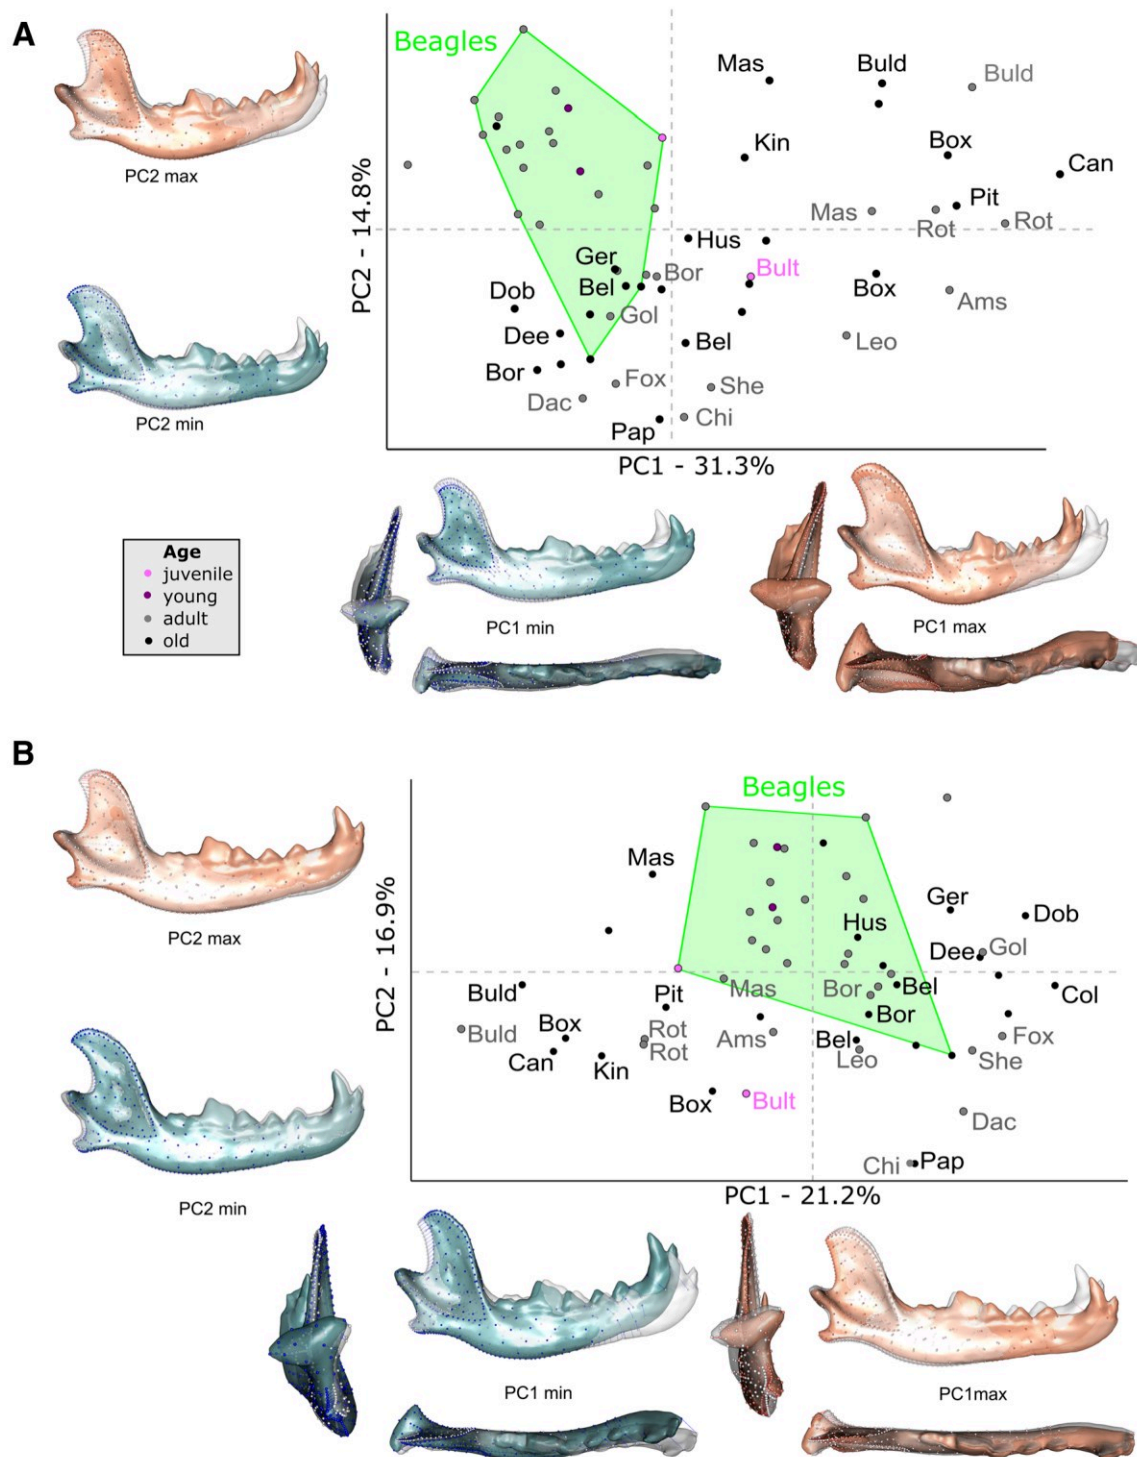 A
Beagles
Mas
Buld
Buld
PC2 max
Kin
Box
Can
Pit
Mas
Rot
Rot
PC2 - 14.8%
Hus
Ger
Bor
Bult
Bel
Box
Dob
Gol
Ams
Dee
Bel
Leo
Bor
Fox
She
Dac
Chi
Pap
PC2 min
PC1 - 31.3%
Age
juvenile
young
adult
old
PC1 min
PC1 max
B
Beagles
Mas
Ger
Dob
Hus
Dee
Gol
PC2 max
PC2 - 16.9%
Buld
Pit
Mas
Bor
Bel
Col
Buld
Box
Rot
Rot
Ams
Bor
Fox
Can
Kin
Bel
Leo
She
Box
Bult
Dac
Chi
Pap
PC2 min
PC1 - 21.2%
PC1 min
PC1max